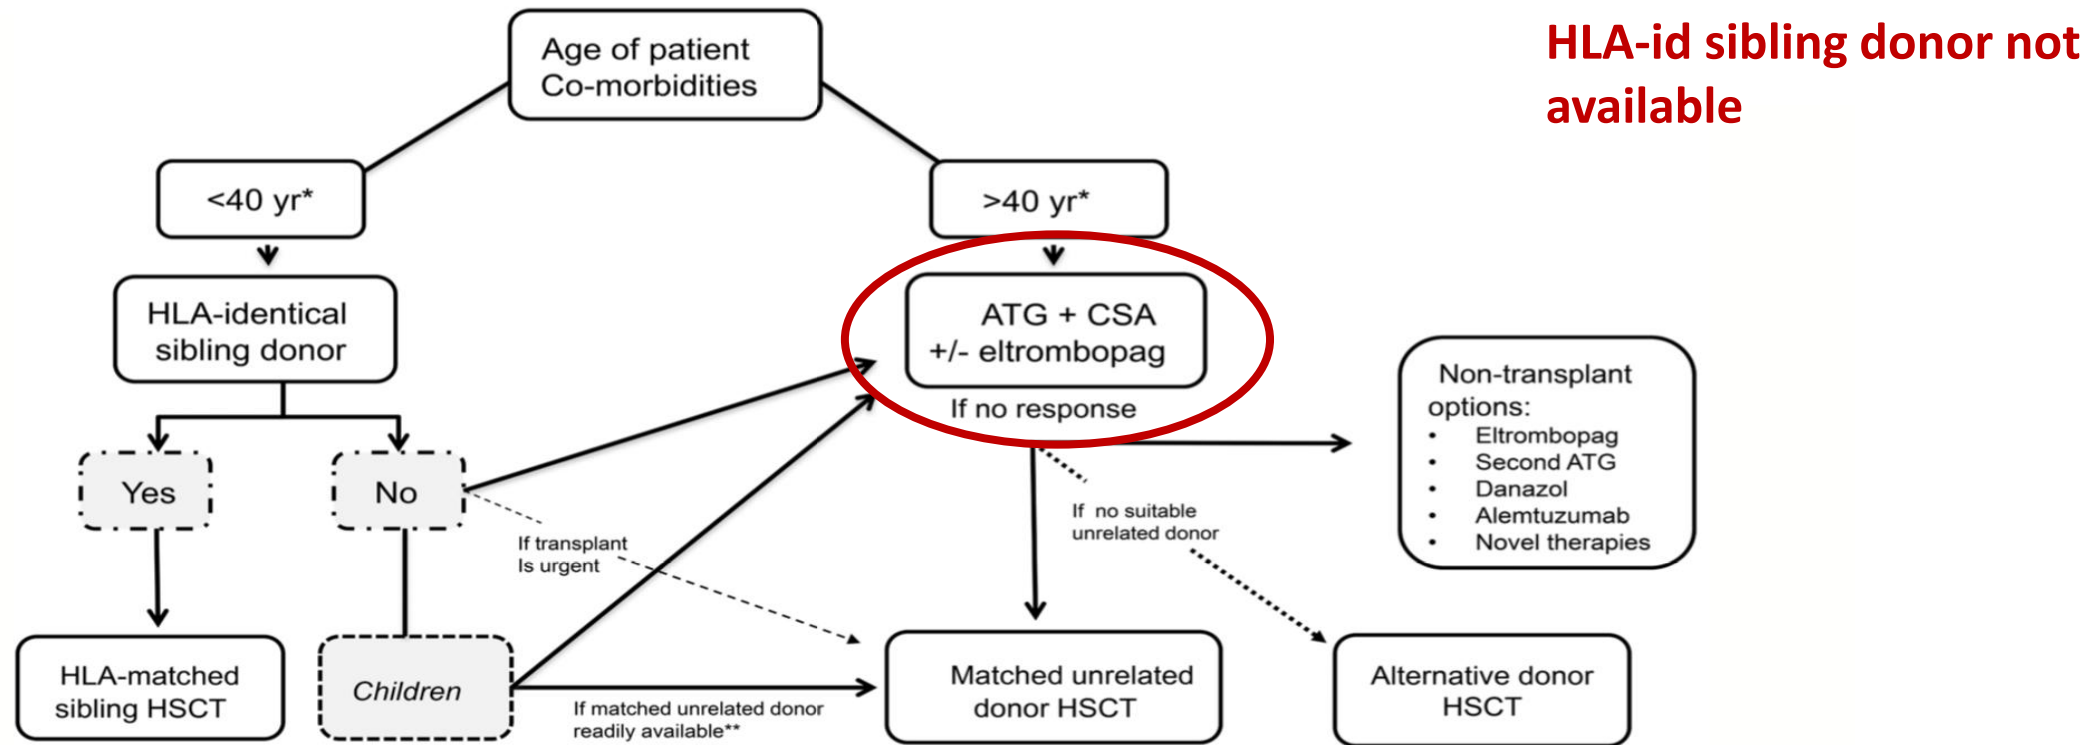 HLA-id sibling donor not
available
Age of patient
Co-morbidities
<40 yr*
>40 yr*
HLA-identical
sibling donor
ATG + CSA
+/- eltrombopag
If no response
Non-transplant
options:
• Eltrombopag
• Second ATG
• Danazol
• Alemtuzumab
• Novel therapies
Yes
No
If transplant
Is urgent
If no suitable
unrelated donor
HLA-matched
sibling HSCT
Children
If matched unrelated donor
readily available**
Matched unrelated
donor HSCT
Alternative donor
HSCT